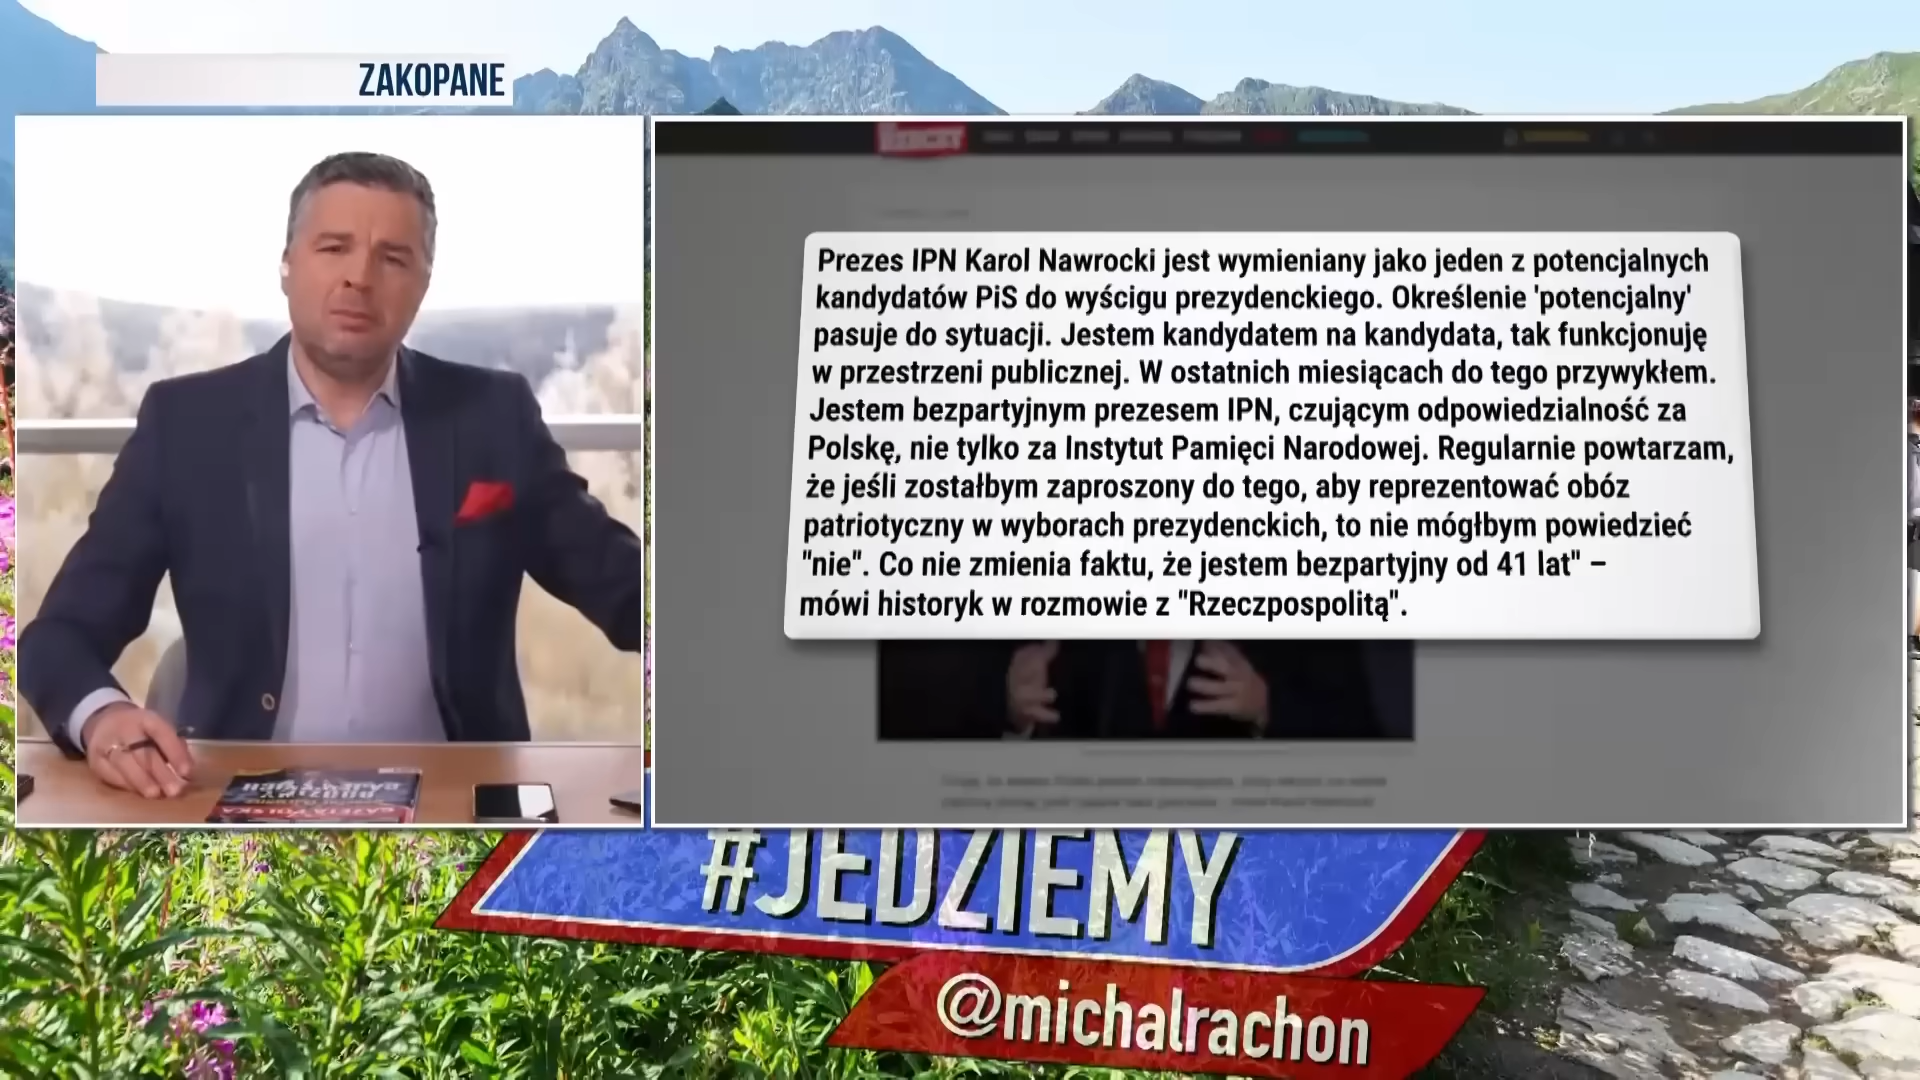 ZAKOPANE
Prezes IPN Karol Nawrocki jest wymieniany jako jeden z potencjalnych
kandydatów PiS do wyścigu prezydenckiego. Określenie 'potencjalny'
pasuje do sytuacji. Jestem kandydatem na kandydata, tak funkcjonuję
w przestrzeni publicznej. W ostatnich miesiącach do tego przywykłem.
Jestem bezpartyjnym prezesem IPN, czującym odpowiedzialność za
Polskę, nie tylko za Instytut Pamięci Narodowej. Regularnie powtarzam,
że jeśli zostałbym zaproszony do tego, aby reprezentować obóz
patriotyczny w wyborach prezydenckich, to nie mógłbym powiedzieć
"nie". Co nie zmienia faktu, że jestem bezpartyjny od 41 lat" –
mówi historyk w rozmowie z "Rzeczpospolitą".
#JEDZIEMY
@michalrachon